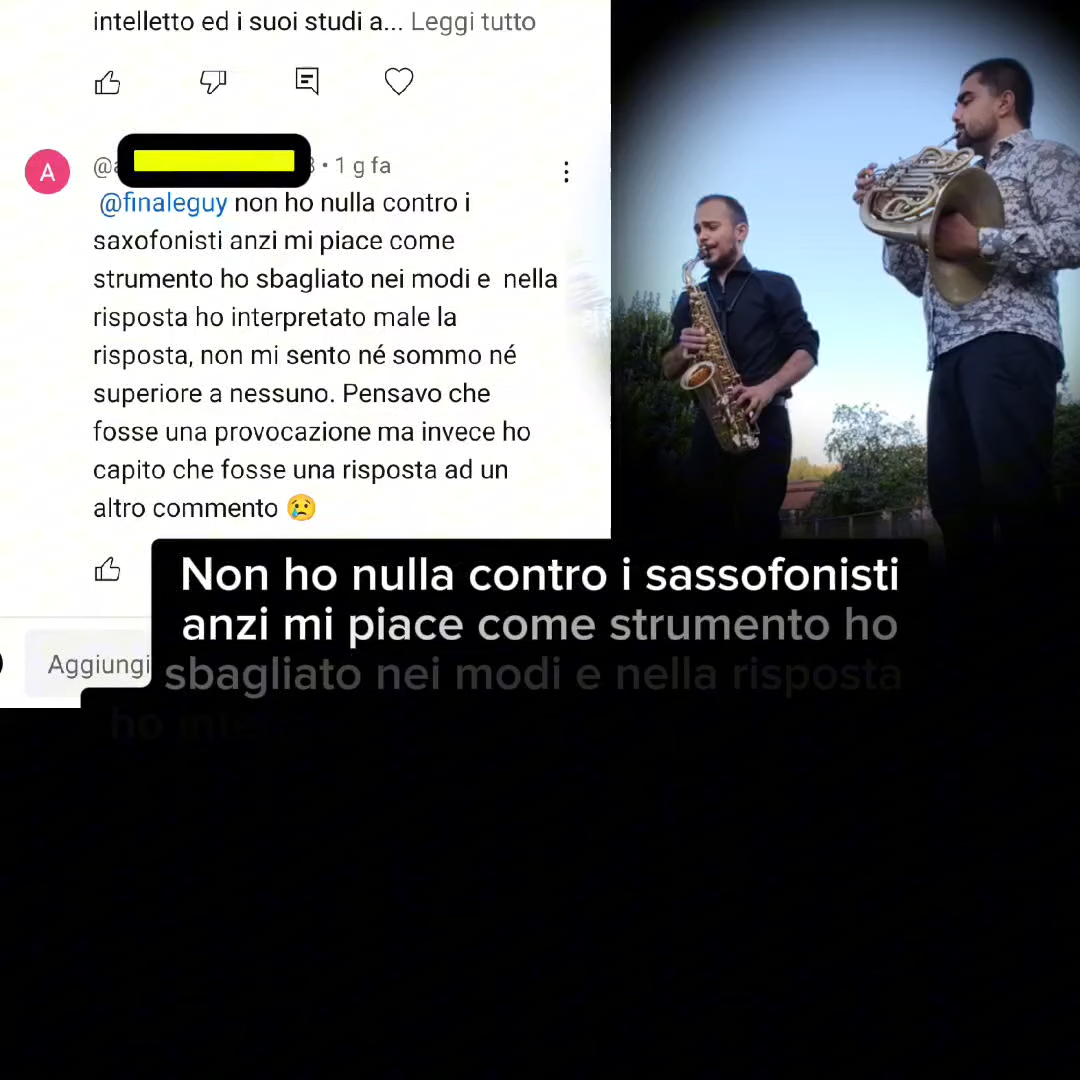 intelletto ed i suoi studi a... Leggi tutto
A
• 1 g fa
@finaleguy non ho nulla contro i
saxofonisti anzi mi piace come
strumento ho sbagliato nei modi e nella
risposta ho interpretato male la
risposta, non mi sento né sommo né
superiore a nessuno. Pensavo che
fosse una provocazione ma invece ho
capito che fosse una risposta ad un
altro commento 😢
Aggiungi
Non ho nulla contro i sassofonisti
anzi mi piace come strumento ho
sbagliato nei modi e nella risposta
ho